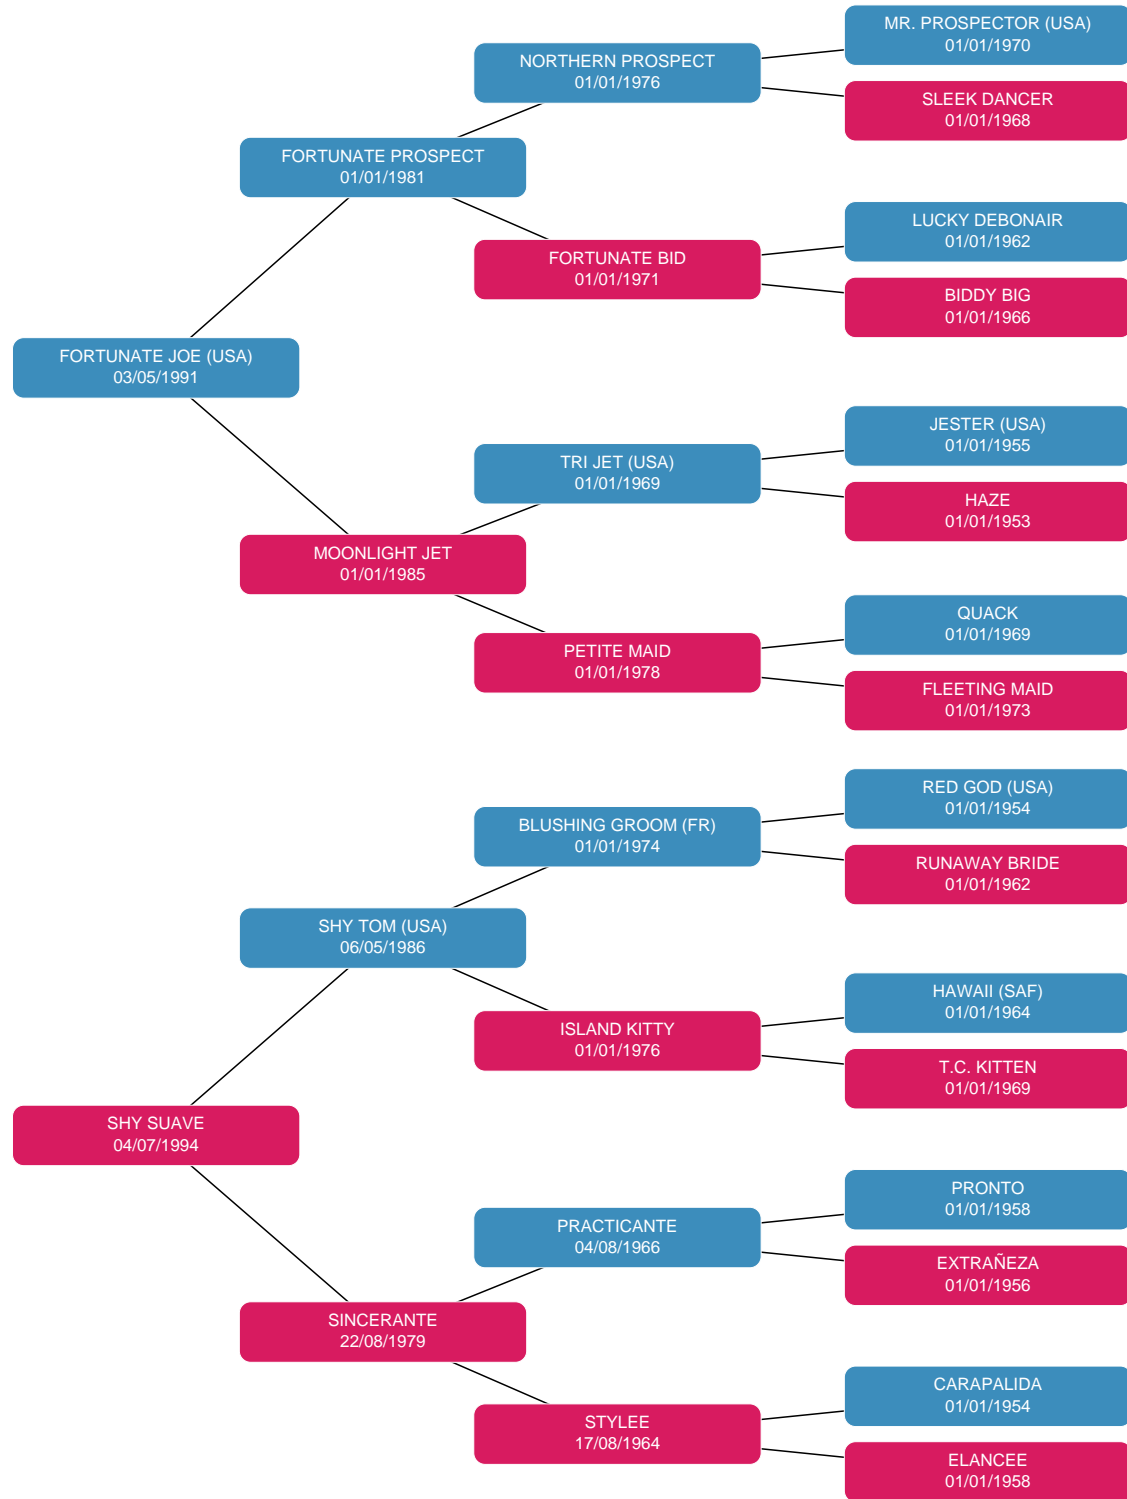 MR. PROSPECTOR (USA)
01/01/1970
NORTHERN PROSPECT
01/01/1976
SLEEK DANCER
01/01/1968
FORTUNATE PROSPECT
01/01/1981
LUCKY DEBONAIR
01/01/1962
FORTUNATE BID
01/01/1971
BIDDY BIG
01/01/1966
FORTUNATE JOE (USA)
03/05/1991
JESTER (USA)
01/01/1955
TRI JET (USA)
01/01/1969
HAZE
01/01/1953
MOONLIGHT JET
01/01/1985
QUACK
01/01/1969
PETITE MAID
01/01/1978
FLEETING MAID
01/01/1973
RED GOD (USA)
01/01/1954
BLUSHING GROOM (FR)
01/01/1974
RUNAWAY BRIDE
01/01/1962
SHY TOM (USA)
06/05/1986
HAWAII (SAF)
01/01/1964
ISLAND KITTY
01/01/1976
T.C. KITTEN
01/01/1969
SHY SUAVE
04/07/1994
PRONTO
01/01/1958
PRACTICANTE
04/08/1966
EXTRAÑEZA
01/01/1956
SINCERANTE
22/08/1979
CARAPALIDA
01/01/1954
STYLEE
17/08/1964
ELANCEE
01/01/1958